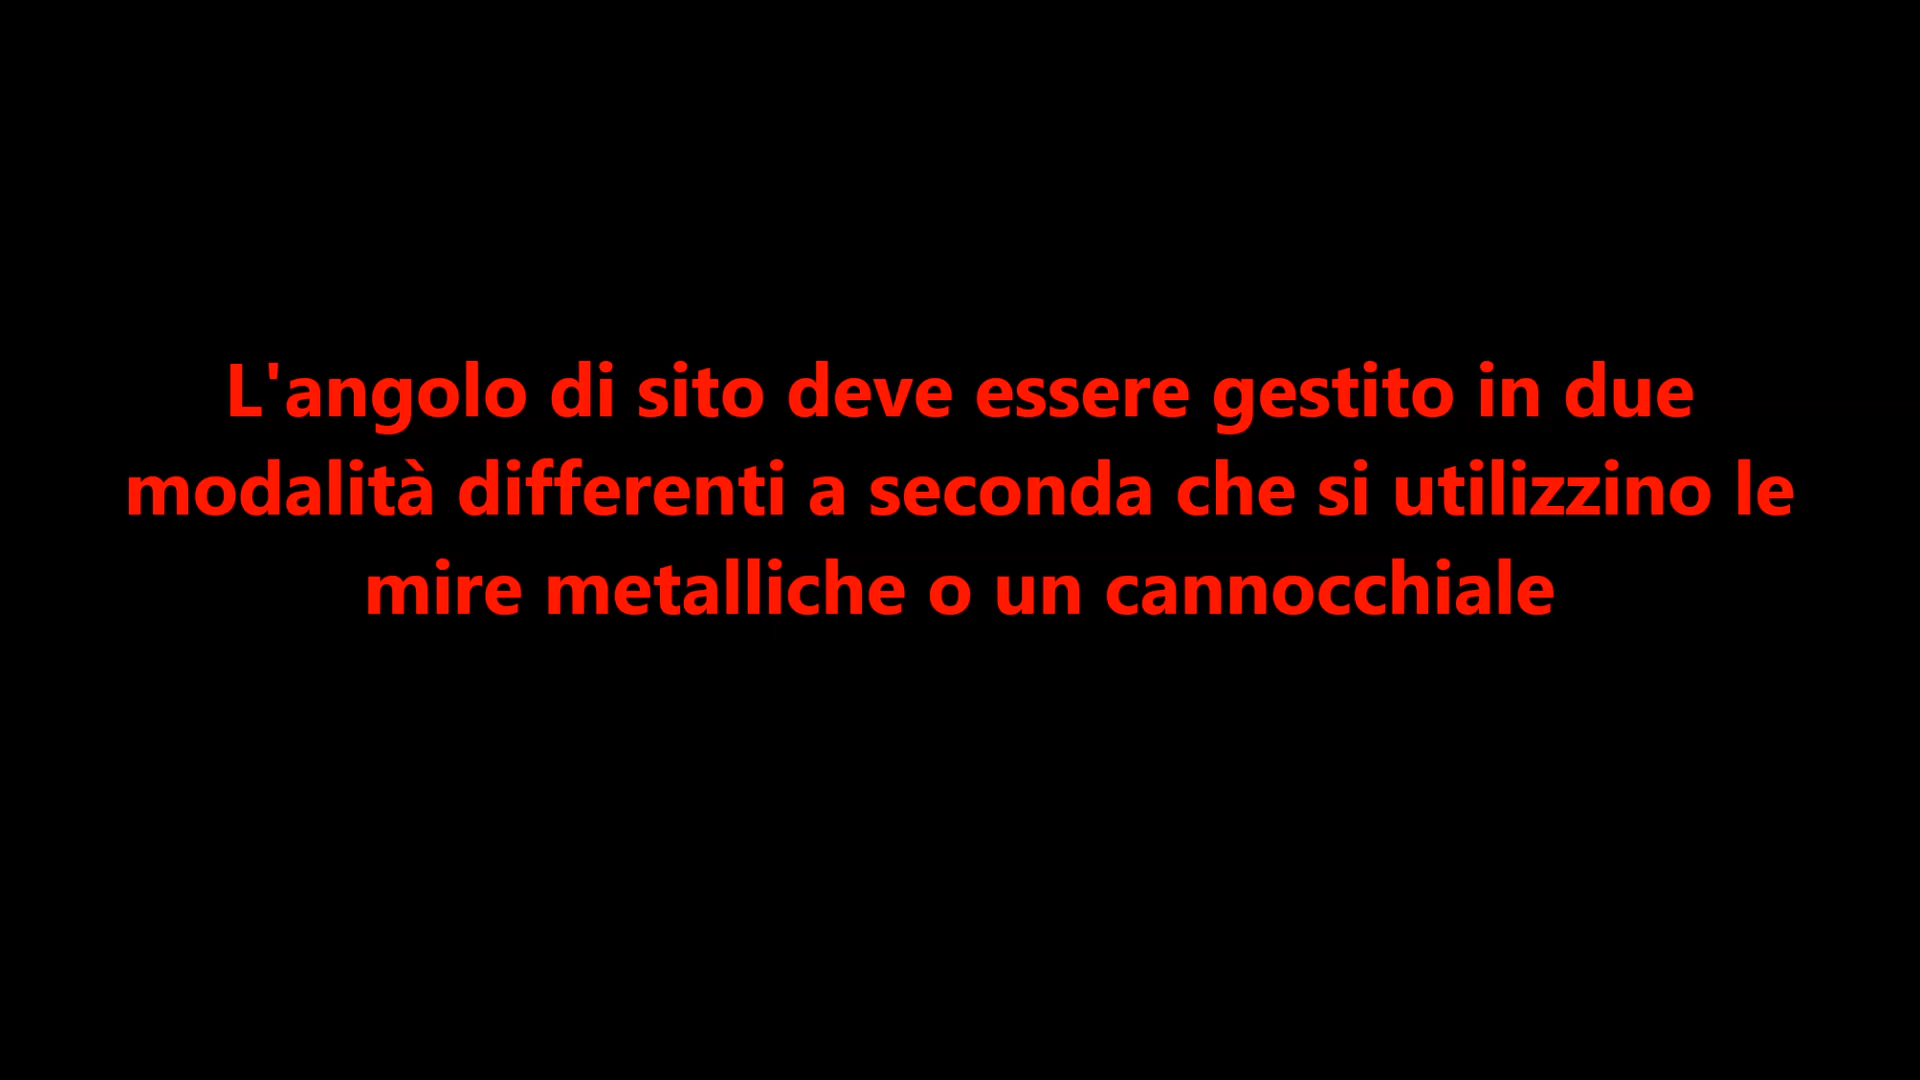 L'angolo di sito deve essere gestito in due
modalità differenti a seconda che si utilizzino le
mire metalliche o un cannocchiale